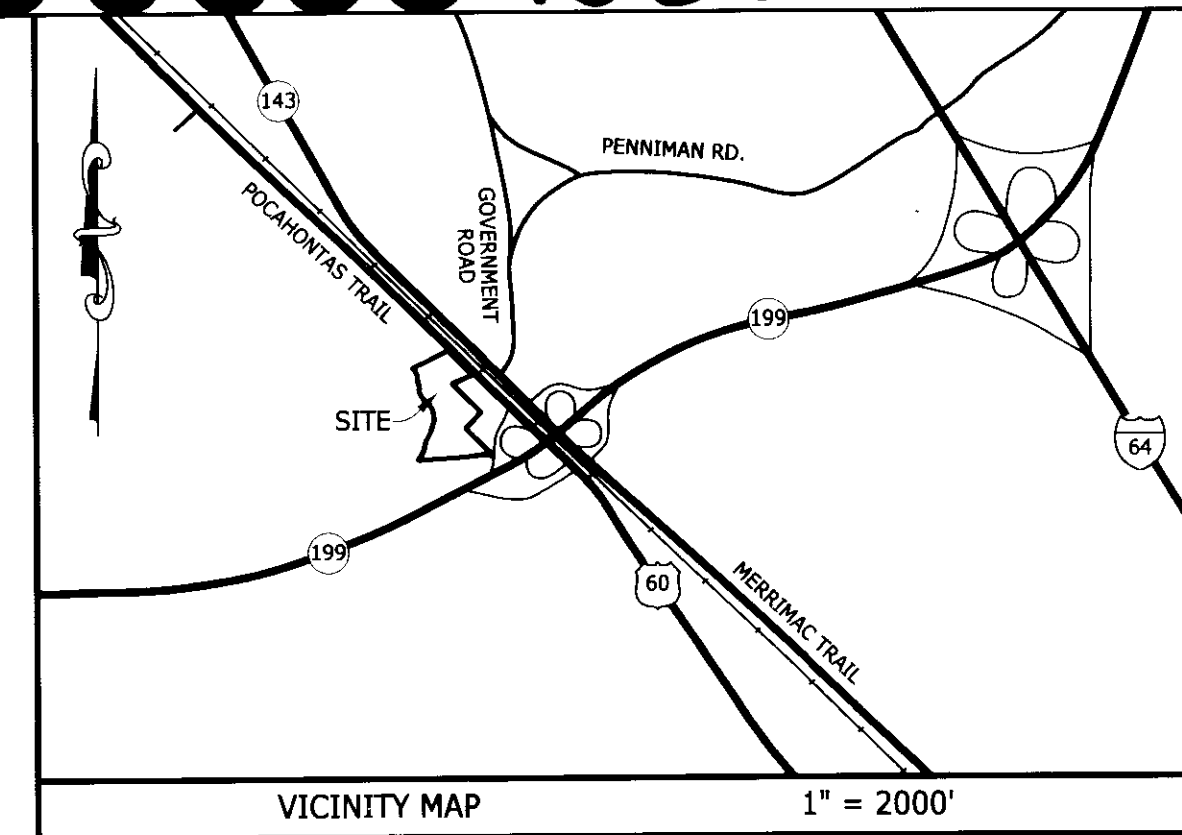 143
PENNIMAN RD.
POCAHONTAS TRAIL
GOVERNMENT
ROAD
199
SITE
64
199
60
MERRIMAC TRAIL
VICINITY MAP
1" = 2000'